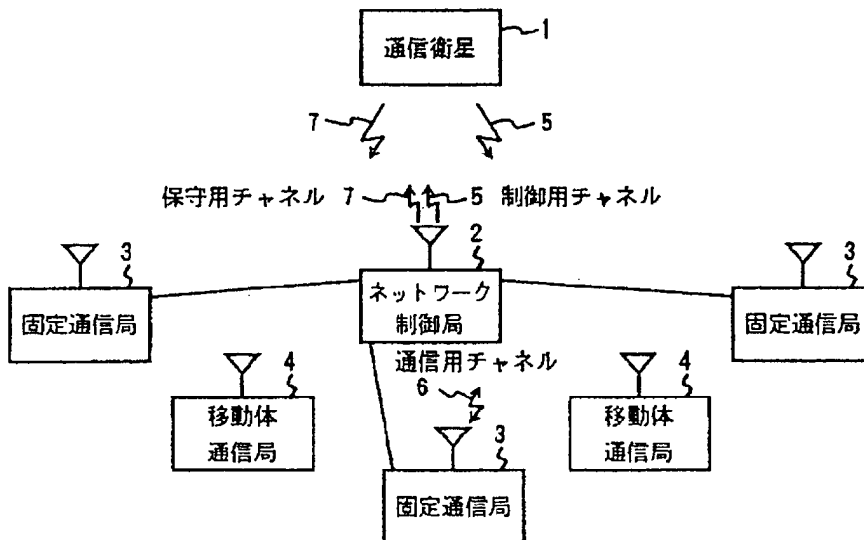 1
通信衛星
7
5
保守用チャネル 7 5 制御用チャネル
3
2
3
固定通信局
ネットワーク
制御局
固定通信局
4
通信用チャネル
6
4
移動体
通信局
3
移動体
通信局
固定通信局